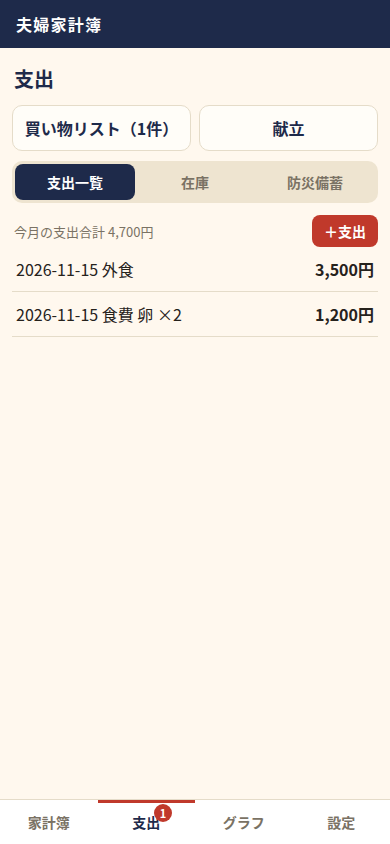 夫婦家計簿
支出
買い物リスト（1件） 献立
支出一覧 在庫 防災備蓄
今月の支出合計 4,700円 ＋支出
2026-11-15 外食 3,500円
2026-11-15 食費 卵 ×2 1,200円
1
家計簿 支出 グラフ 設定